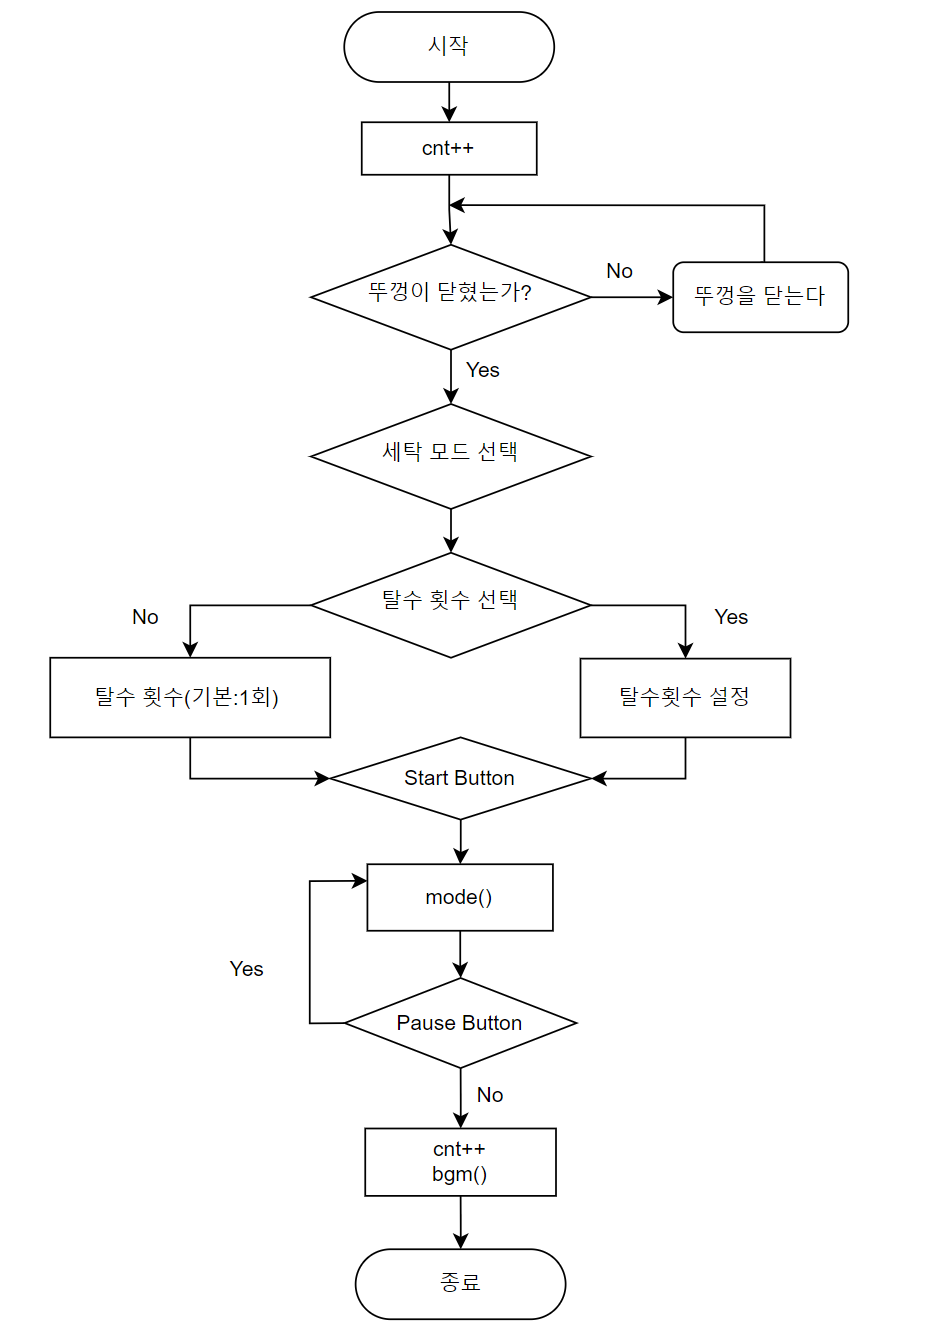 시작
cnt++
뚜껑이 닫혔는가?
No
뚜껑을 닫는다
Yes
세탁 모드 선택
탈수 횟수 선택
No
Yes
탈수 횟수(기본:1회)
탈수횟수 설정
Start Button
mode()
Yes
Pause Button
No
cnt++
bgm()
종료